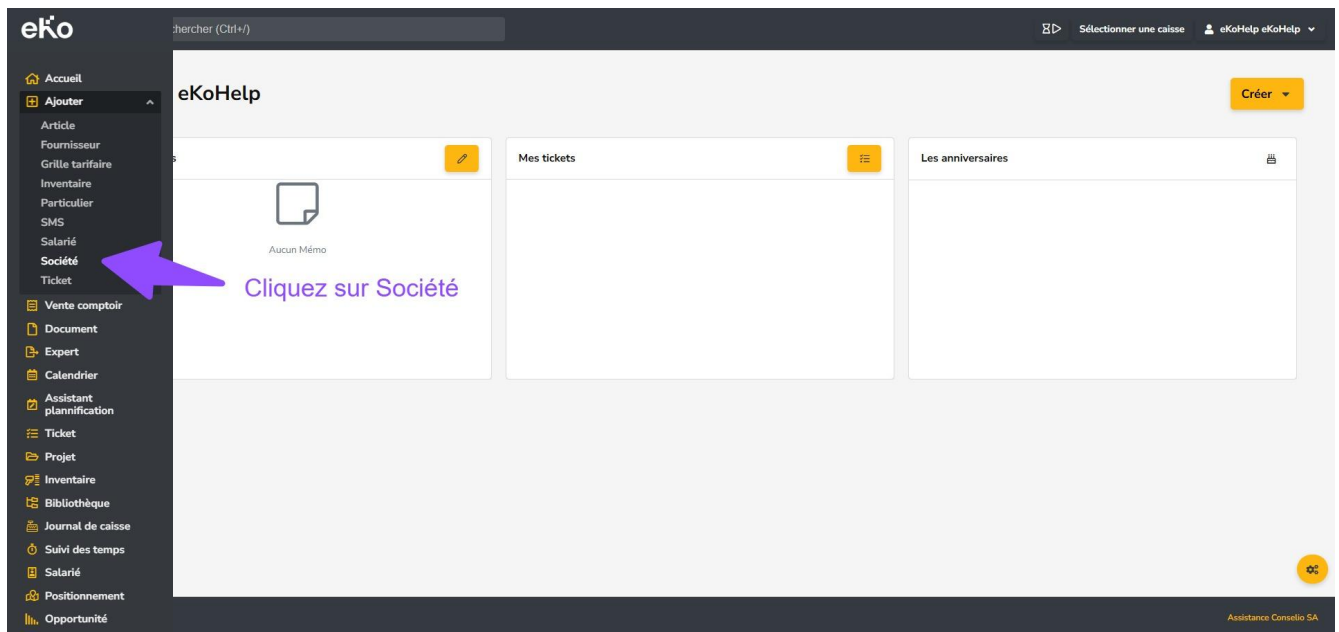 eKo
chercher (Ctrl+/)
Sélectionner une caisse
eKoHelp eKoHelp
Accueil
Ajouter
Article
Fournisseur
Grille tarifaire
Inventaire
Particulier
SMS
Salarié
Société
Ticket
Vente comptoir
Document
Expert
Calendrier
Assistant
plannification
Ticket
Projet
Inventaire
Bibliothèque
Journal de caisse
Suivi des temps
Salarié
Positionnement
Opportunité
eKoHelp
Créer
s
Mes tickets
Les anniversaires
Aucun Mémo
Cliquez sur Société
Assistance Conselio SA